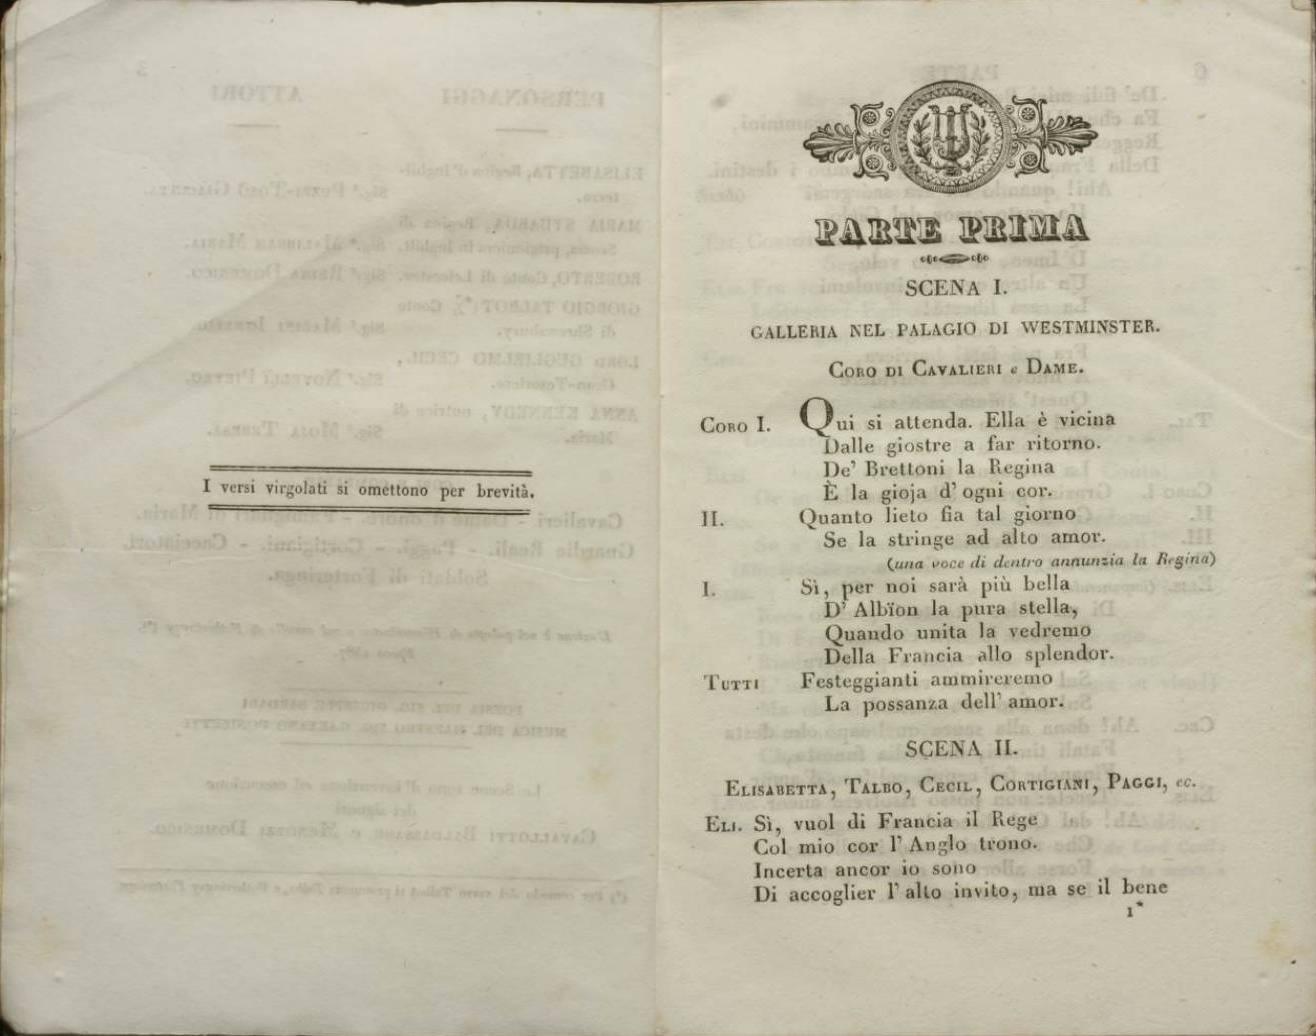 I versi virgolati si omettono per brevità.
PARTE PRIMA
SCENA I.
GALLERIA NEL PALAGIO DI WESTMINSTER.
CORO DI CAVALIERI e DAME.
CORO I. Qui si attenda. Ella è vicina
Dalle giostre a far ritorno.
De' Brettoni la Regina
È la gioja d' ogni cor.
II. Quanto lieto fia tal giorno
Se la stringe ad alto amor.
(una voce di dentro annunzia la Regina)
I. Sì, per noi sarà più bella
D' Albïon la pura stella,
Quando unita la vedremo
Della Francia allo splendor.
TUTTI Festeggianti ammireremo
La possanza dell' amor.
SCENA II.
ELISABETTA, TALBO, CECIL, CORTIGIANI, PAGGI, ec.
ELI. Sì, vuol di Francia il Rege
Col mio cor l' Anglo trono.
Incerta ancor io sono
Di accoglier l' alto invito, ma se il bene
1*